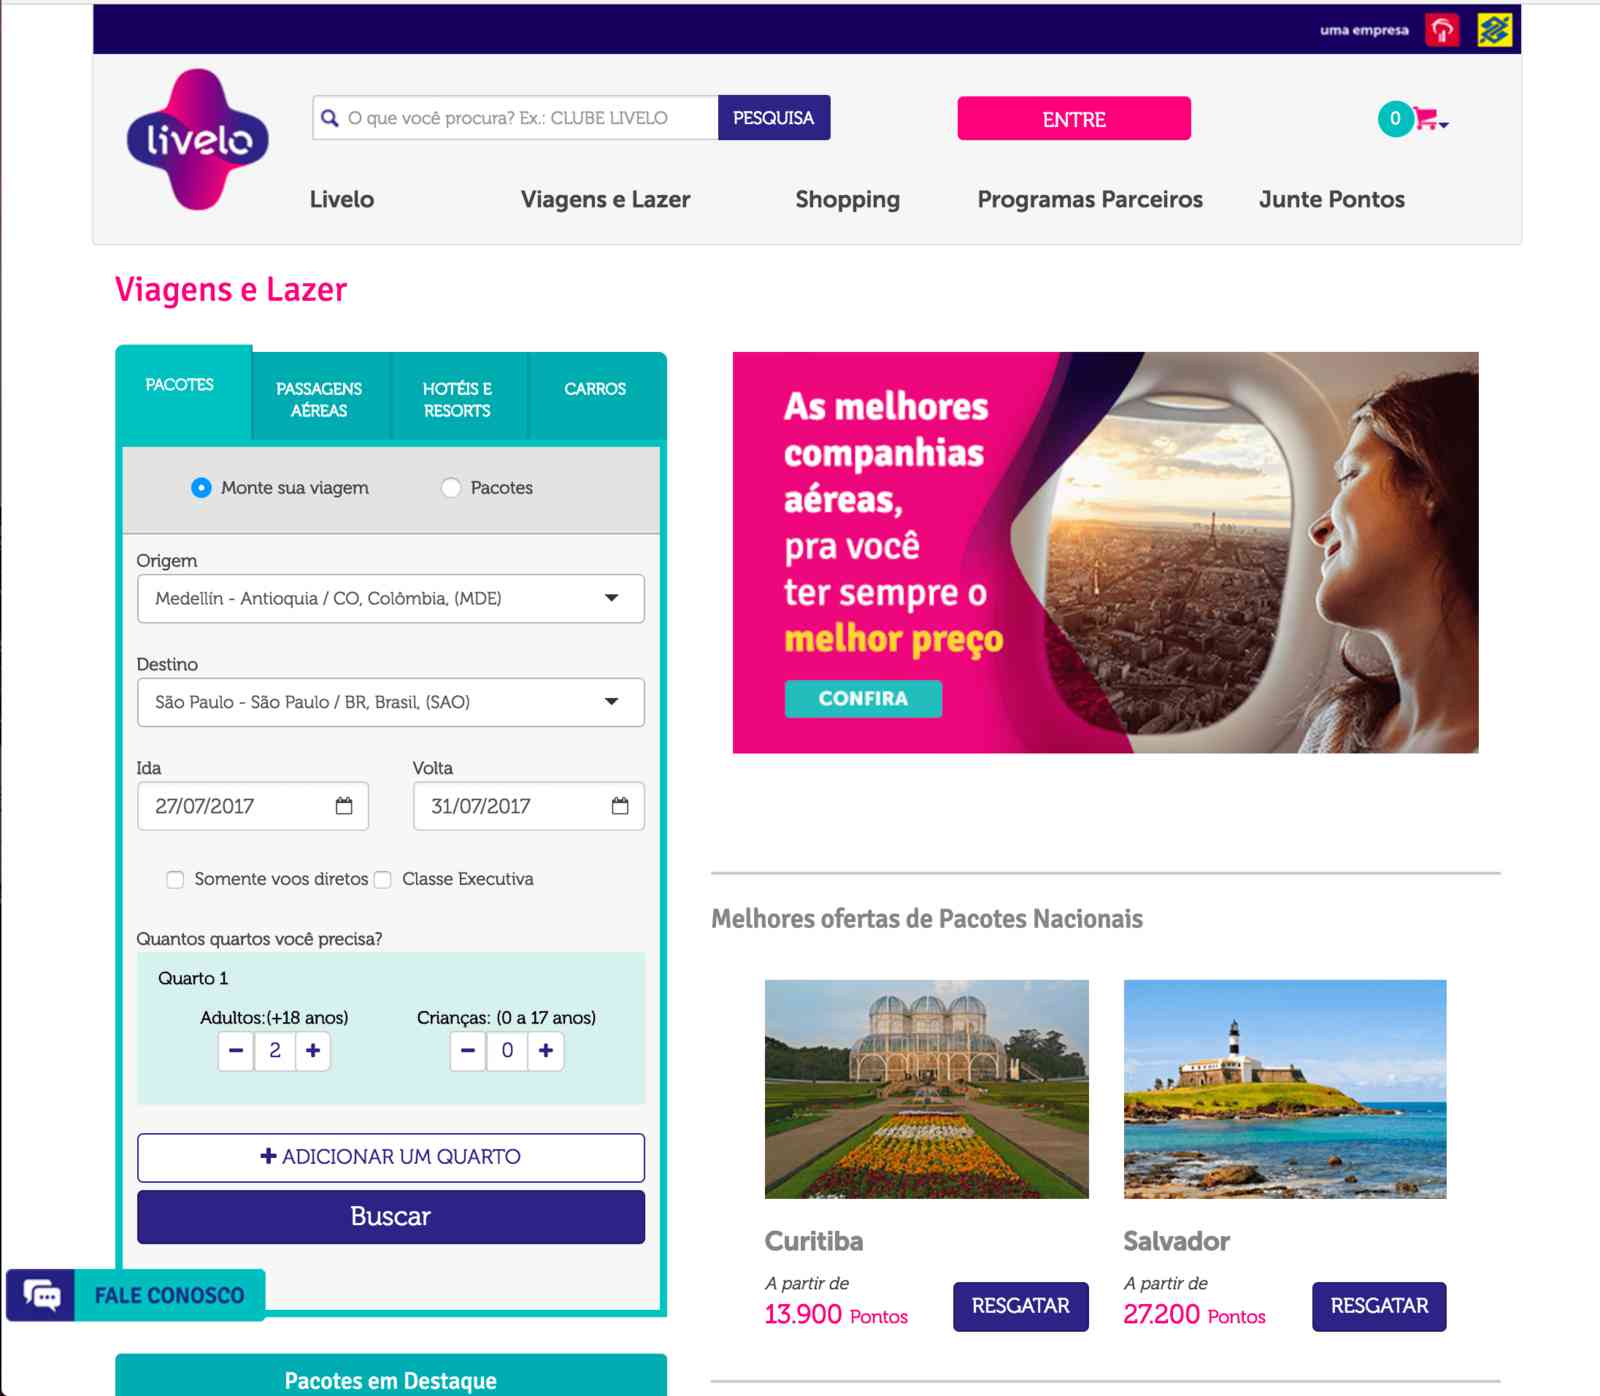 uma empresa
livelo
O que você procura? Ex.: CLUBE LIVELO
PESQUISA
ENTRE
0
Livelo
Viagens e Lazer
Shopping
Programas Parceiros
Junte Pontos
Viagens e Lazer
PACOTES
PASSAGENS
AÉREAS
HOTÉIS E
RESORTS
CARROS
Monte sua viagem
Pacotes
Origem
Medellín - Antioquia / CO, Colômbia, (MDE)
Destino
São Paulo - São Paulo / BR, Brasil, (SAO)
Ida
Volta
27/07/2017
31/07/2017
Somente voos diretos
Classe Executiva
Quantos quartos você precisa?
Quarto 1
Adultos:(+18 anos)
Crianças: (0 a 17 anos)
− 2 +
− 0 +
+ ADICIONAR UM QUARTO
Buscar
FALE CONOSCO
Pacotes em Destaque
As melhores
companhias
aéreas,
pra você
ter sempre o
melhor preço
CONFIRA
Melhores ofertas de Pacotes Nacionais
Curitiba
A partir de
13.900 Pontos
RESGATAR
Salvador
A partir de
27.200 Pontos
RESGATAR